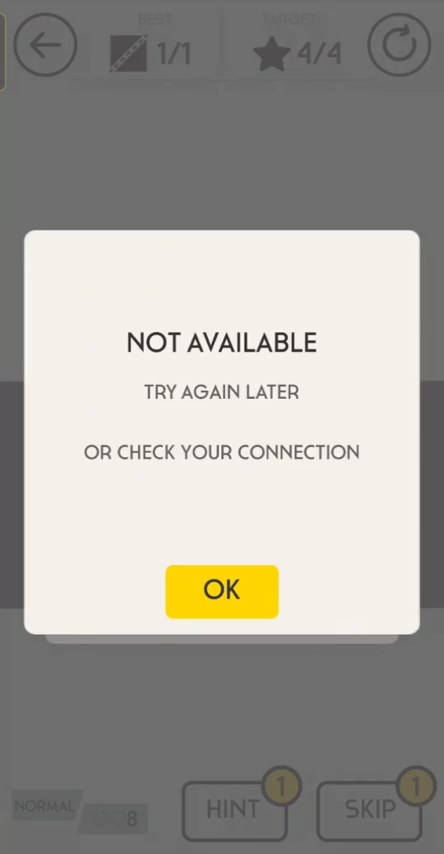 BEST
TARGET
1/1
4/4
NOT AVAILABLE
TRY AGAIN LATER
OR CHECK YOUR CONNECTION
OK
NORMAL
008
HINT
1
SKIP
1